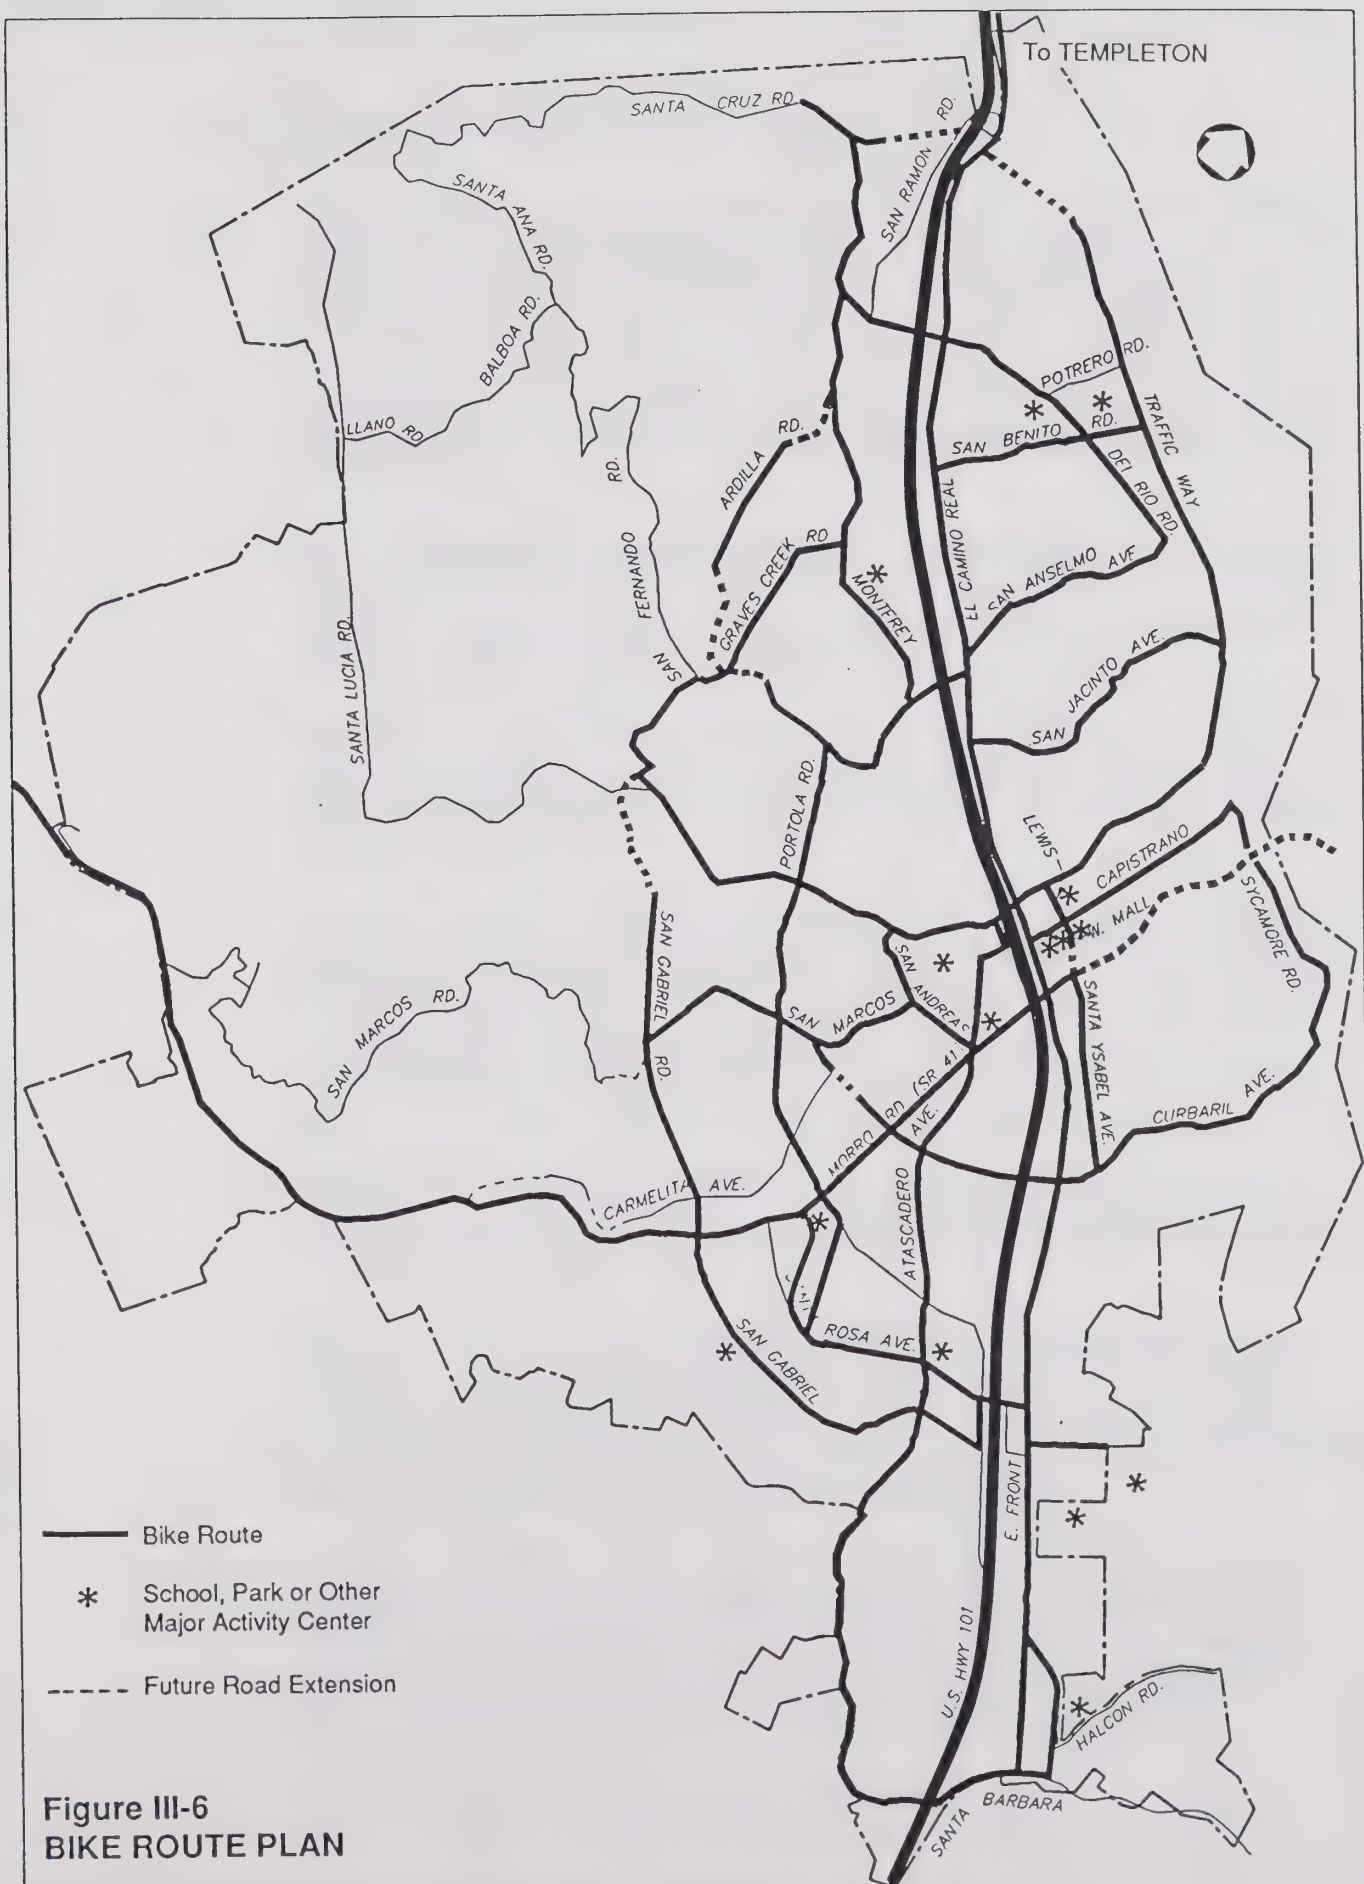 To TEMPLETON
SANTA CRUZ RD.
SAN RAMON RD.
SANTA ANA RD.
BALBOA RD.
LLANO RD
POTRERO RD.
TRAFFIC WAY
SAN BENITO RD.
DEL RIO RD.
ARDILLA RD.
EL CAMINO REAL
SAN ANSELMO AVE
GRAVES CREEK RD
MONTFREY
SAN FERNANDO RD.
SAN JACINTO AVE.
SANTA LUCIA RD.
PORTOLA RD.
LEWIS
CAPISTRANO
W. MALL
SYCAMORE RD.
SAN GABRIEL RD.
SAN ANDREAS
SAN MARCOS
SAN MARCOS RD.
SANTA YSABEL AVE.
CURBARIL AVE.
MORRO RD (SR 41)
ATASCADERO AVE.
CARMELITA AVE.
ROSA AVE.
SAN GABRIEL
E. FRONT
U.S. HWY 101
HALCON RD.
SANTA BARBARA
Bike Route
School, Park or Other
Major Activity Center
Future Road Extension
Figure III-6
BIKE ROUTE PLAN